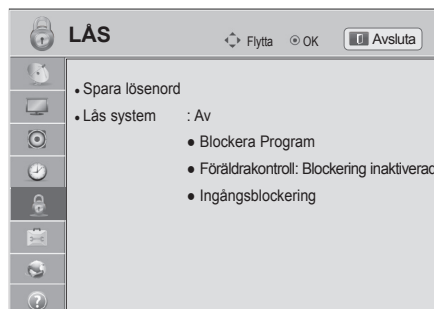 LÅS
Flytta
OK
Avsluta
• Spara lösenord
• Lås system : Av
● Blockera Program
● Föräldrakontroll: Blockering inaktiverad
● Ingångsblockering
?